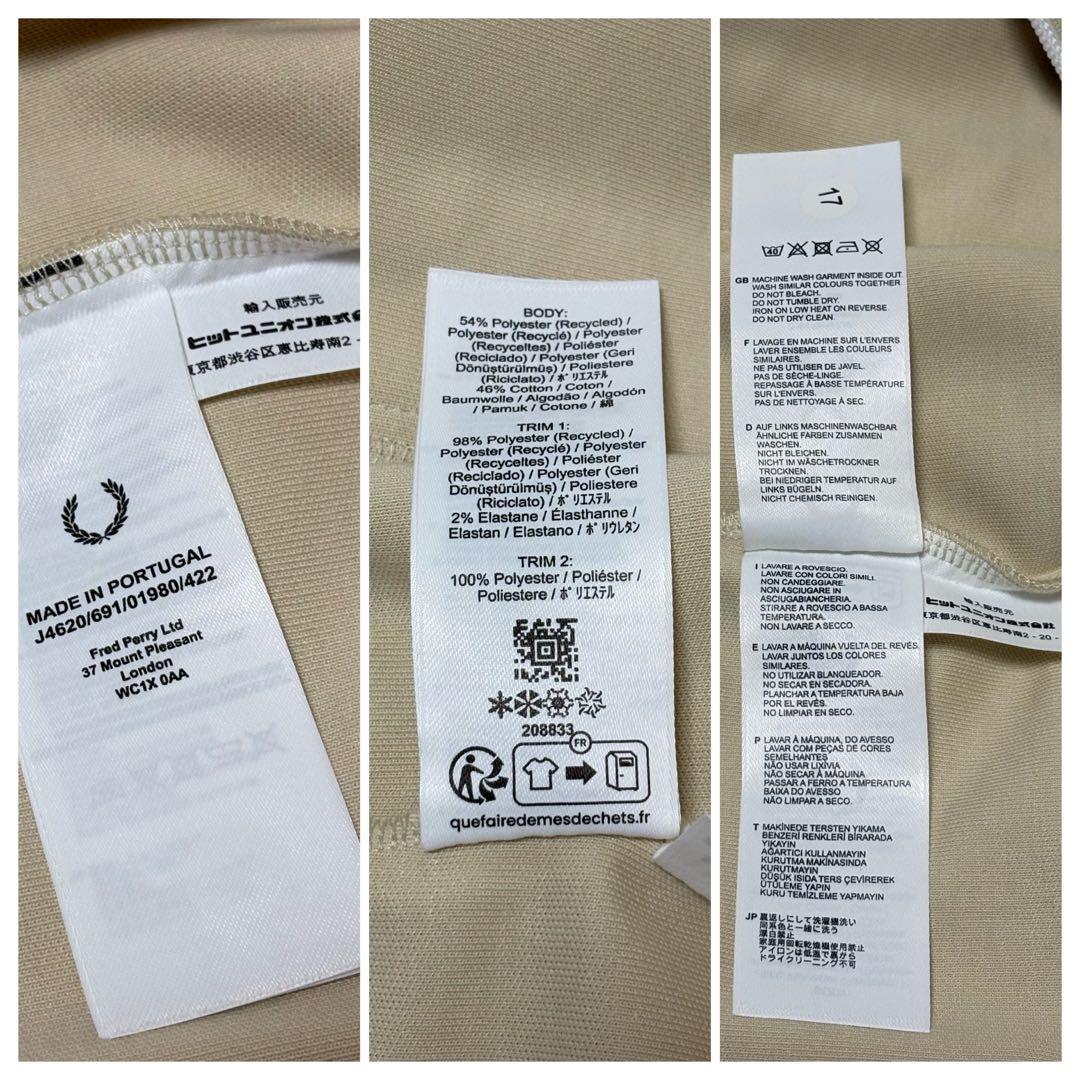 輸入販売元
ヒットユニオン株式会
東京都渋谷区恵比寿南2-
MADE IN PORTUGAL
J4620/691/01980/422
Fred Perry Ltd
37 Mount Pleasant
London
WC1X 0AA
BODY:
54% Polyester (Recycled) /
Polyester (Recyclé) / Polyester
(Recyceltes) / Poliéster
(Reciclado) / Polyester (Geri
Dönüştürülmüş) / Poliestere
(Riciclato) / ポリエステル
46% Cotton / Coton /
Baumwolle / Algodão / Algodón
/ Pamuk / Cotone / 綿
TRIM 1:
98% Polyester (Recycled) /
Polyester (Recyclé) / Polyester
(Recyceltes) / Poliéster
(Reciclado) / Polyester (Geri
Dönüştürülmüş) / Poliestere
(Riciclato) / ポリエステル
2% Elastane / Élasthanne /
Elastan / Elastano / ポリウレタン
TRIM 2:
100% Polyester / Poliéster /
Poliestere / ポリエステル
208833
FR
quefairedemesdechets.fr
17
40
GB MACHINE WASH GARMENT INSIDE OUT.
WASH SIMILAR COLOURS TOGETHER.
DO NOT BLEACH.
DO NOT TUMBLE DRY.
IRON ON LOW HEAT ON REVERSE.
DO NOT DRY CLEAN.
F LAVAGE EN MACHINE SUR L'ENVERS
LAVER ENSEMBLE LES COULEURS
SIMILAIRES.
NE PAS UTILISER DE JAVEL.
PAS DE SÈCHE-LINGE.
REPASSAGE À BASSE TEMPÉRATURE
SUR L'ENVERS.
PAS DE NETTOYAGE À SEC.
D AUF LINKS MASCHINENWASCHBAR.
ÄHNLICHE FARBEN ZUSAMMEN
WASCHEN.
NICHT BLEICHEN.
NICHT IM WÄSCHETROCKNER
TROCKNEN.
BEI NIEDRIGER TEMPERATUR AUF
LINKS BÜGELN.
NICHT CHEMISCH REINIGEN.
I LAVARE A ROVESCIO.
LAVARE CON COLORI SIMILI.
NON CANDEGGIARE.
NON ASCIUGARE IN
ASCIUGABIANCHERIA.
STIRARE A ROVESCIO A BASSA
TEMPERATURA.
NON LAVARE A SECCO.
E LAVAR A MÁQUINA VUELTA DEL REVÉS.
LAVAR JUNTOS LOS COLORES
SIMILARES.
NO UTILIZAR BLANQUEADOR.
NO SECAR EN SECADORA.
PLANCHAR A TEMPERATURA BAJA
POR EL REVÉS.
NO LIMPIAR EN SECO.
P LAVAR À MÁQUINA, DO AVESSO
LAVAR COM PEÇAS DE CORES
SEMELHANTES
NÃO USAR LIXÍVIA
NÃO SECAR À MÁQUINA
PASSAR A FERRO A TEMPERATURA
BAIXA DO AVESSO
NÃO LIMPAR A SECO.
T MAKİNEDE TERSTEN YIKAMA
BENZERİ RENKLERİ BİRARADA
YIKAYIN
AĞARTICI KULLANMAYIN
KURUTMA MAKİNASINDA
KURUTMAYIN
DÜŞÜK ISIDA TERS ÇEVİREREK
ÜTÜLEME YAPIN
KURU TEMİZLEME YAPMAYIN
JP 裏返しにして洗濯機洗い
同系色と一緒に洗う
漂白禁止
家庭用回転乾燥機使用禁止
アイロンは低温で裏から
ドライクリーニング不可
輸入販売元
ヒットユニオン株式会社
東京都渋谷区恵比寿南2-20-